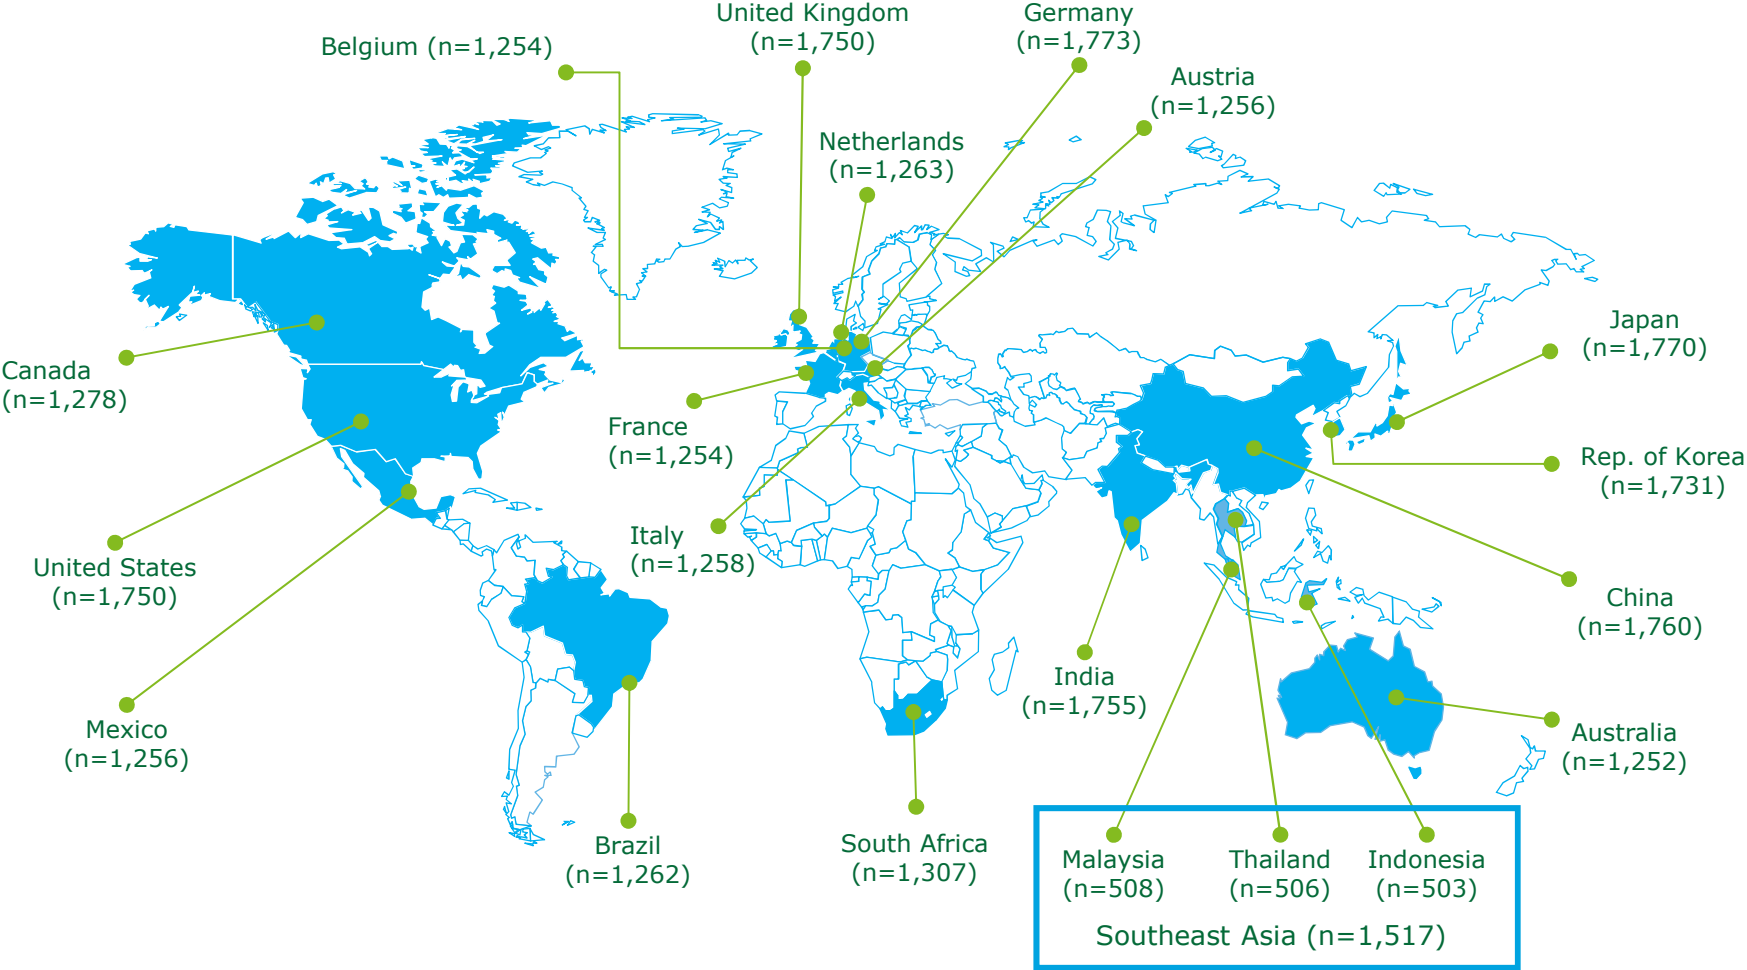 United Kingdom
(n=1,750)
Germany
(n=1,773)
Belgium (n=1,254)
Austria
(n=1,256)
Netherlands
(n=1,263)
Japan
(n=1,770)
Canada
(n=1,278)
France
(n=1,254)
Rep. of Korea
(n=1,731)
Italy
(n=1,258)
United States
(n=1,750)
China
(n=1,760)
India
(n=1,755)
Mexico
(n=1,256)
Australia
(n=1,252)
Brazil
(n=1,262)
South Africa
(n=1,307)
Malaysia
(n=508)
Thailand
(n=506)
Indonesia
(n=503)
Southeast Asia (n=1,517)